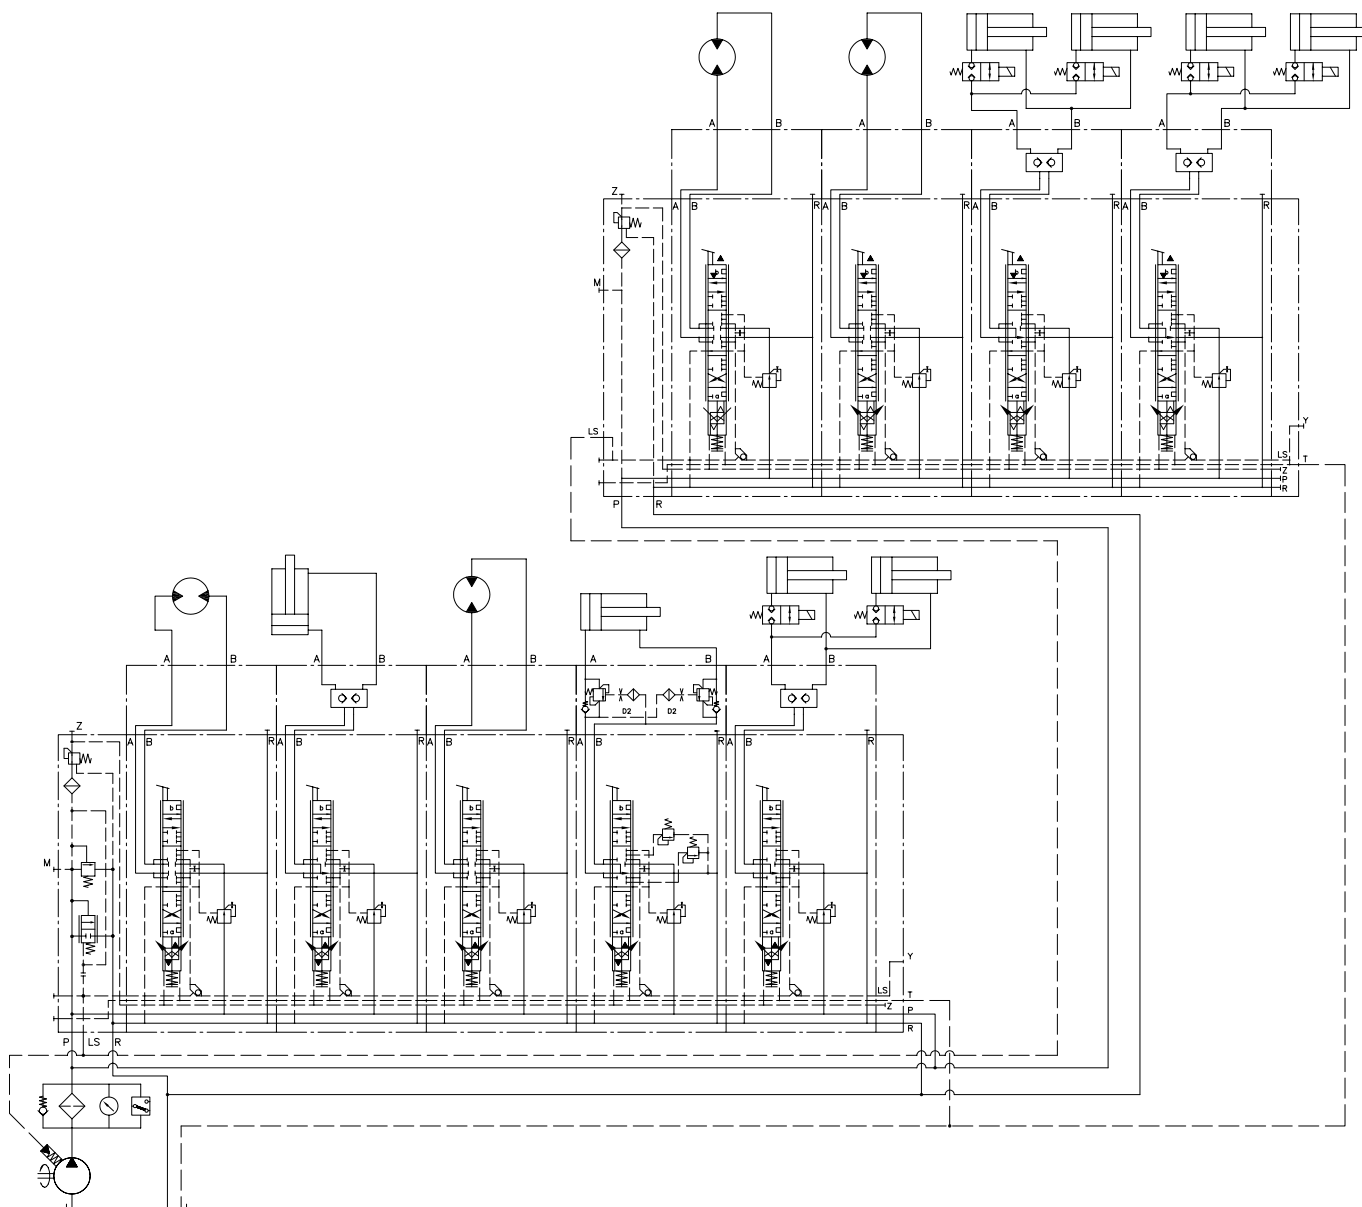 A B A B A B A B
Z
A B R A B R A B R A B R
b b b b
M
a a a a
LS
Y
LS T
Z
P
R
P R
A B A B A B A B A B
D2 D2
Z
A B R A B R A B R A B R A B R
b b b b b
M
a a a a a
Y
LS T
Z P
R
P LS R